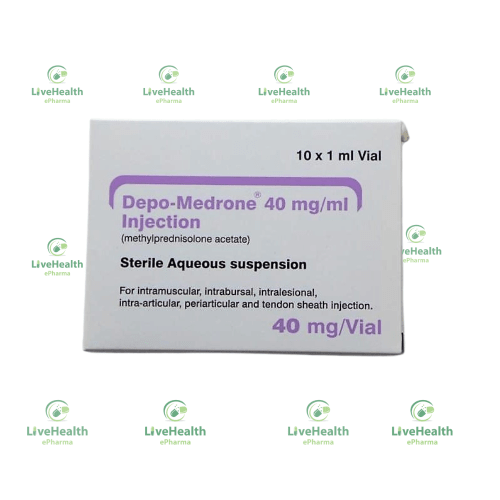 LiveHealth
ePharma
LiveHealth
ePharma
LiveHealth
ePharma
LiveHealth
ePharma
10 x 1 ml Vial
Depo-Medrone® 40 mg/ml
Injection
(methylprednisolone acetate)
Sterile Aqueous suspension
For intramuscular, intrabursal, intralesional,
intra-articular, periarticular and tendon sheath injection.
40 mg/Vial
LiveHealth
ePharma
LiveHealth
ePharma
LiveHealth
ePharma
LiveHealth
ePharma
LiveHealth
ePharma
LiveHealth
ePharma